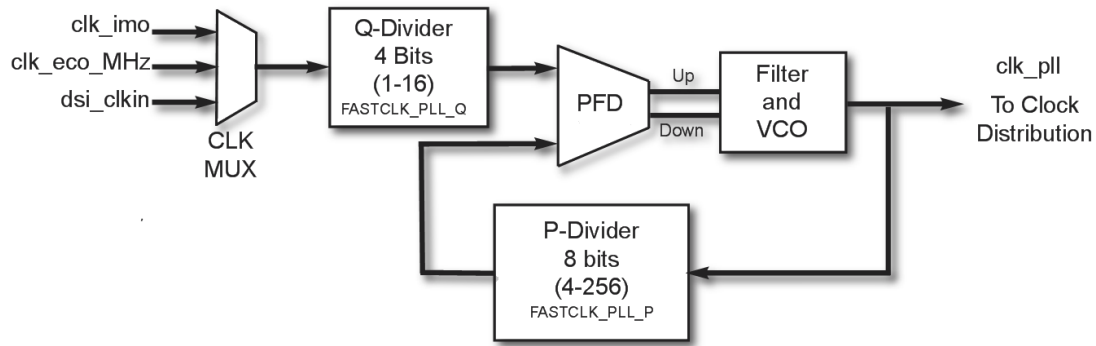 clk_imo
clk_eco_MHz
dsi_clkin
CLK
MUX
Q-Divider
4 Bits
(1-16)
FASTCLK_PLL_Q
PFD
Up
Down
Filter
and
VCO
clk_pll
To Clock
Distribution
P-Divider
8 bits
(4-256)
FASTCLK_PLL_P